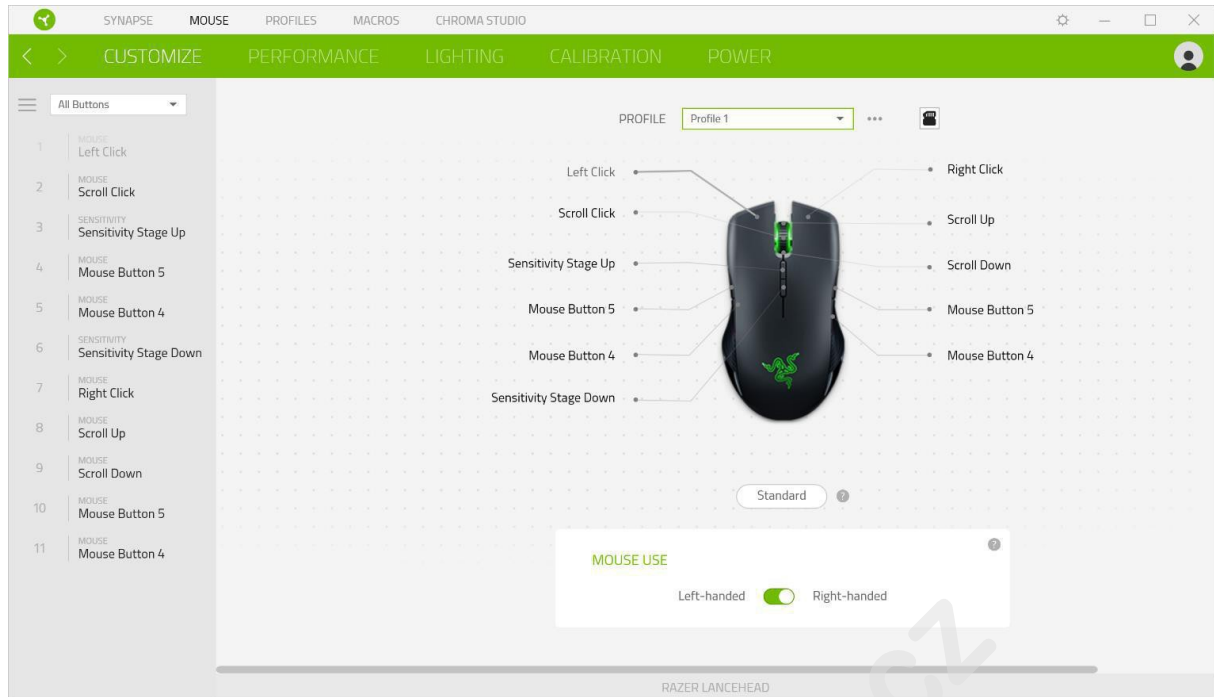 SYNAPSE MOUSE PROFILES MACROS CHROMA STUDIO
CUSTOMIZE PERFORMANCE LIGHTING CALIBRATION POWER
All Buttons
1 MOUSE
Left Click
2 MOUSE
Scroll Click
3 SENSITIVITY
Sensitivity Stage Up
4 MOUSE
Mouse Button 5
5 MOUSE
Mouse Button 4
6 SENSITIVITY
Sensitivity Stage Down
7 MOUSE
Right Click
8 MOUSE
Scroll Up
9 MOUSE
Scroll Down
10 MOUSE
Mouse Button 5
11 MOUSE
Mouse Button 4
PROFILE Profile 1
Left Click Right Click
Scroll Click Scroll Up
Sensitivity Stage Up Scroll Down
Mouse Button 5 Mouse Button 5
Mouse Button 4 Mouse Button 4
Sensitivity Stage Down
Standard ?
MOUSE USE ?
Left-handed Right-handed
RAZER LANCEHEAD
cz